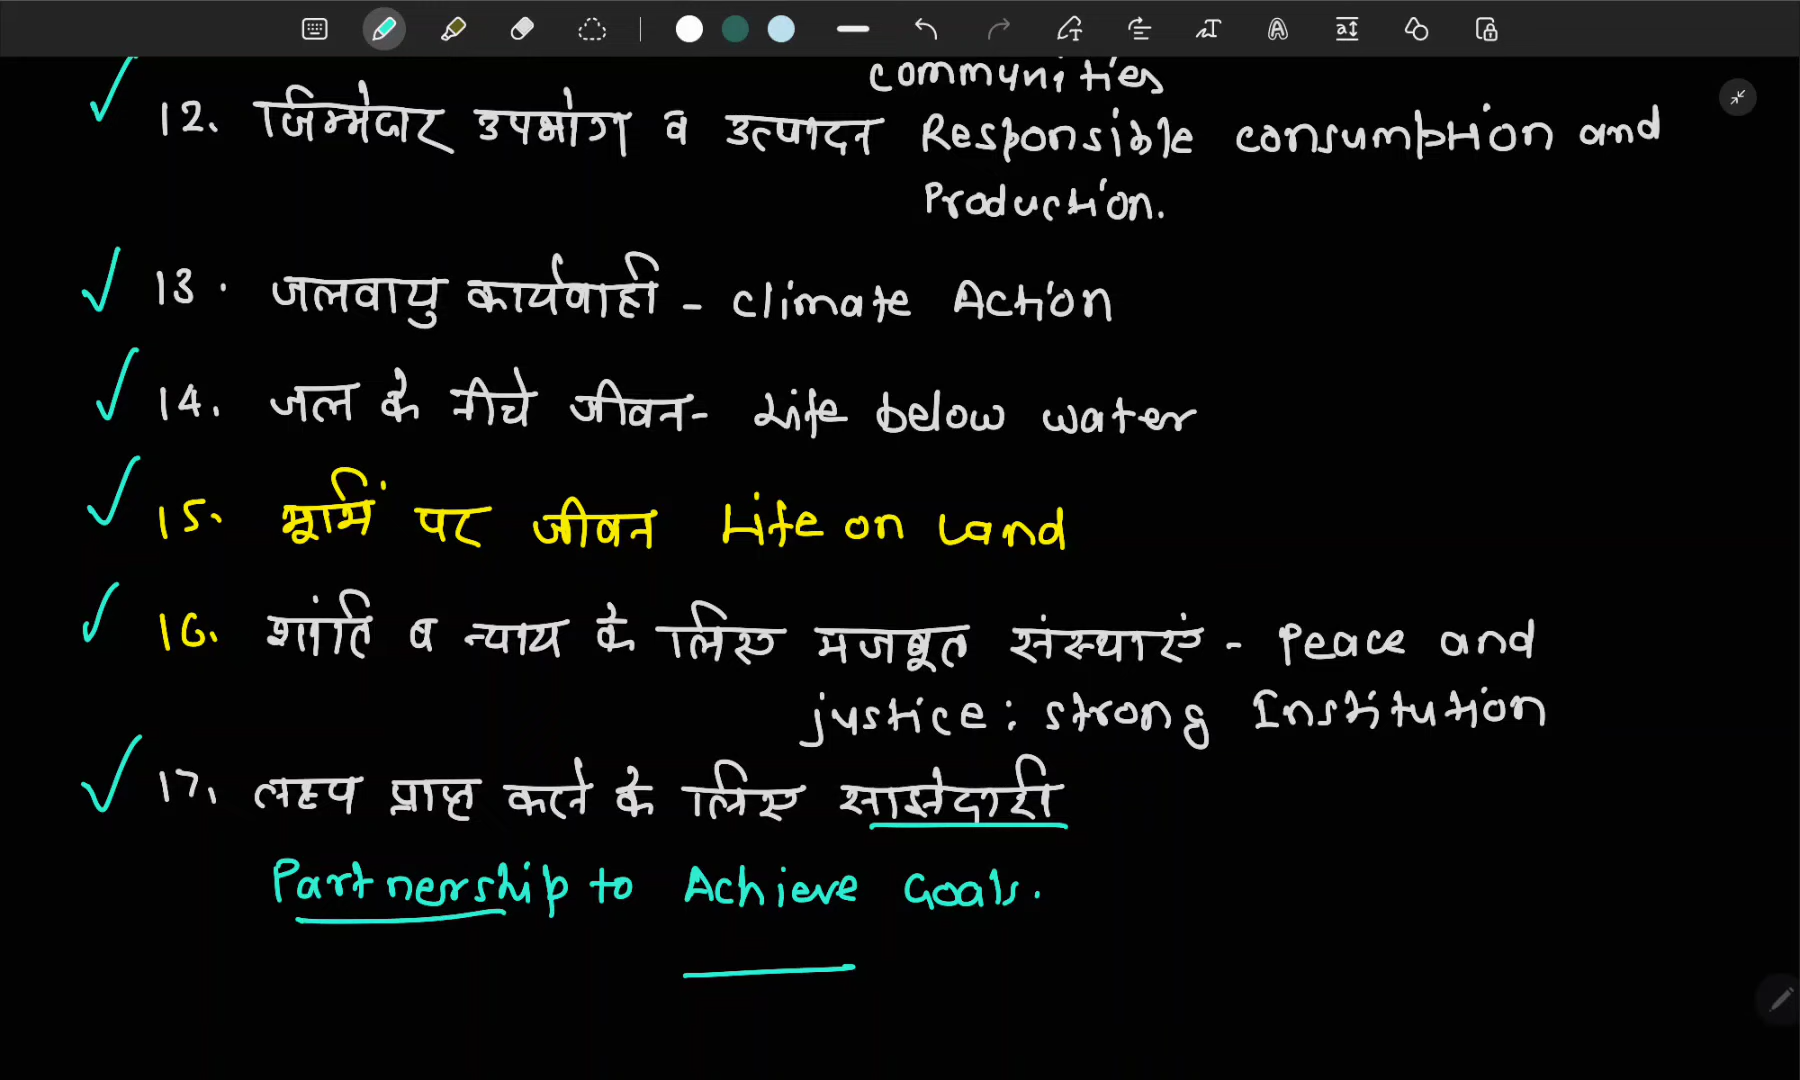 communities
12. जिम्मेदार उपभोग व उत्पादन Responsible consumption and
Production.
13. जलवायु कार्यवाही - climate Action
14. जल के नीचे जीवन - Life below water
15. भूमिं पर जीवन Life on Land
16. शांति व न्याय के लिए मजबूत संस्थाएं - Peace and
justice: strong Institution
17. लक्ष्य प्राप्त करने के लिए साझेदारी
Partnership to Achieve Goals.